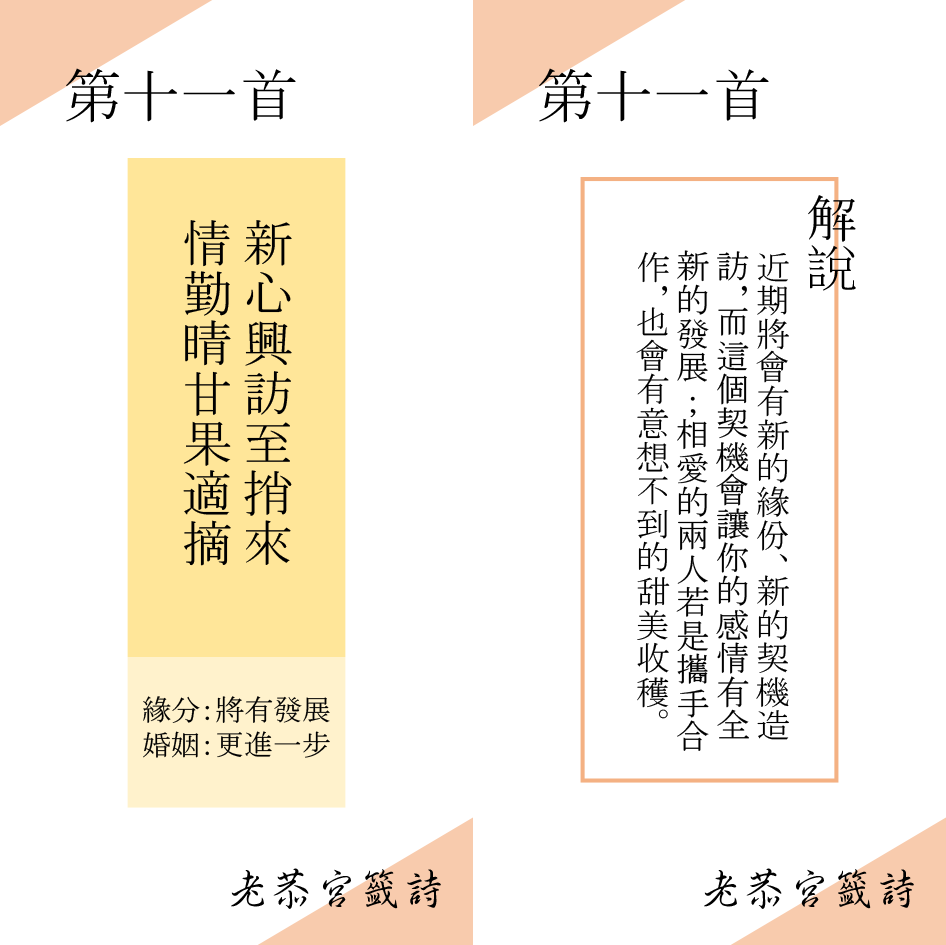 第十一首
新心興訪至捎來
情勤晴甘果適摘
緣分:將有發展
婚姻:更進一步
老恭宮籤詩
第十一首
解說
近期將會有新的緣份、新的契機造
訪,而這個契機會讓你的感情有全
新的發展;相愛的兩人若是攜手合
作,也會有意想不到的甜美收穫。
老恭宮籤詩